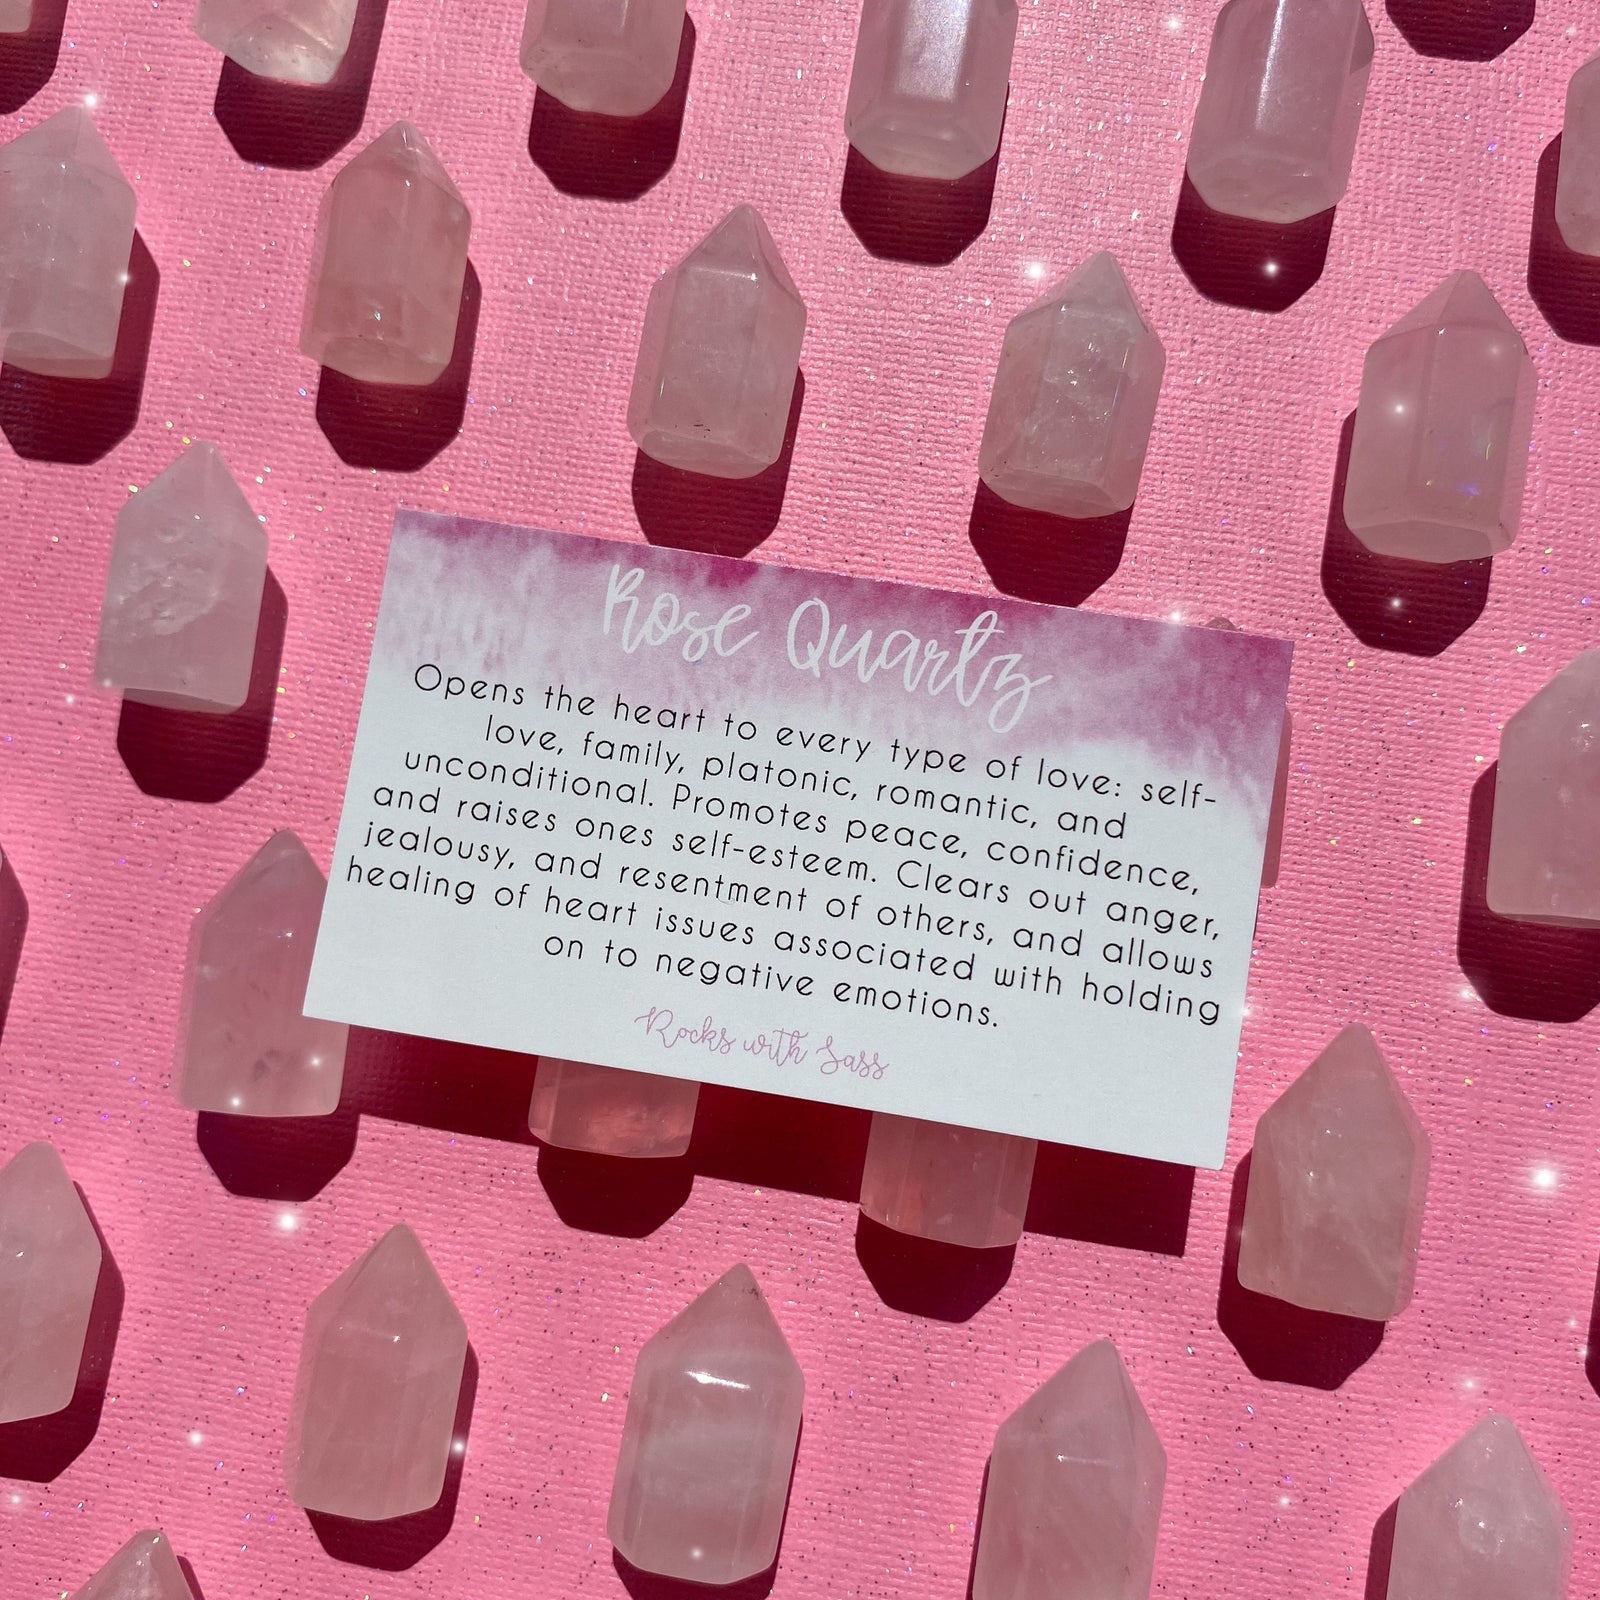 Rose Quartz
Opens the heart to every type of love: self-
love, family, platonic, romantic, and
unconditional. Promotes peace, confidence,
and raises ones self-esteem. Clears out anger,
jealousy, and resentment of others, and allows
healing of heart issues associated with holding
on to negative emotions.
Rocks with Sass